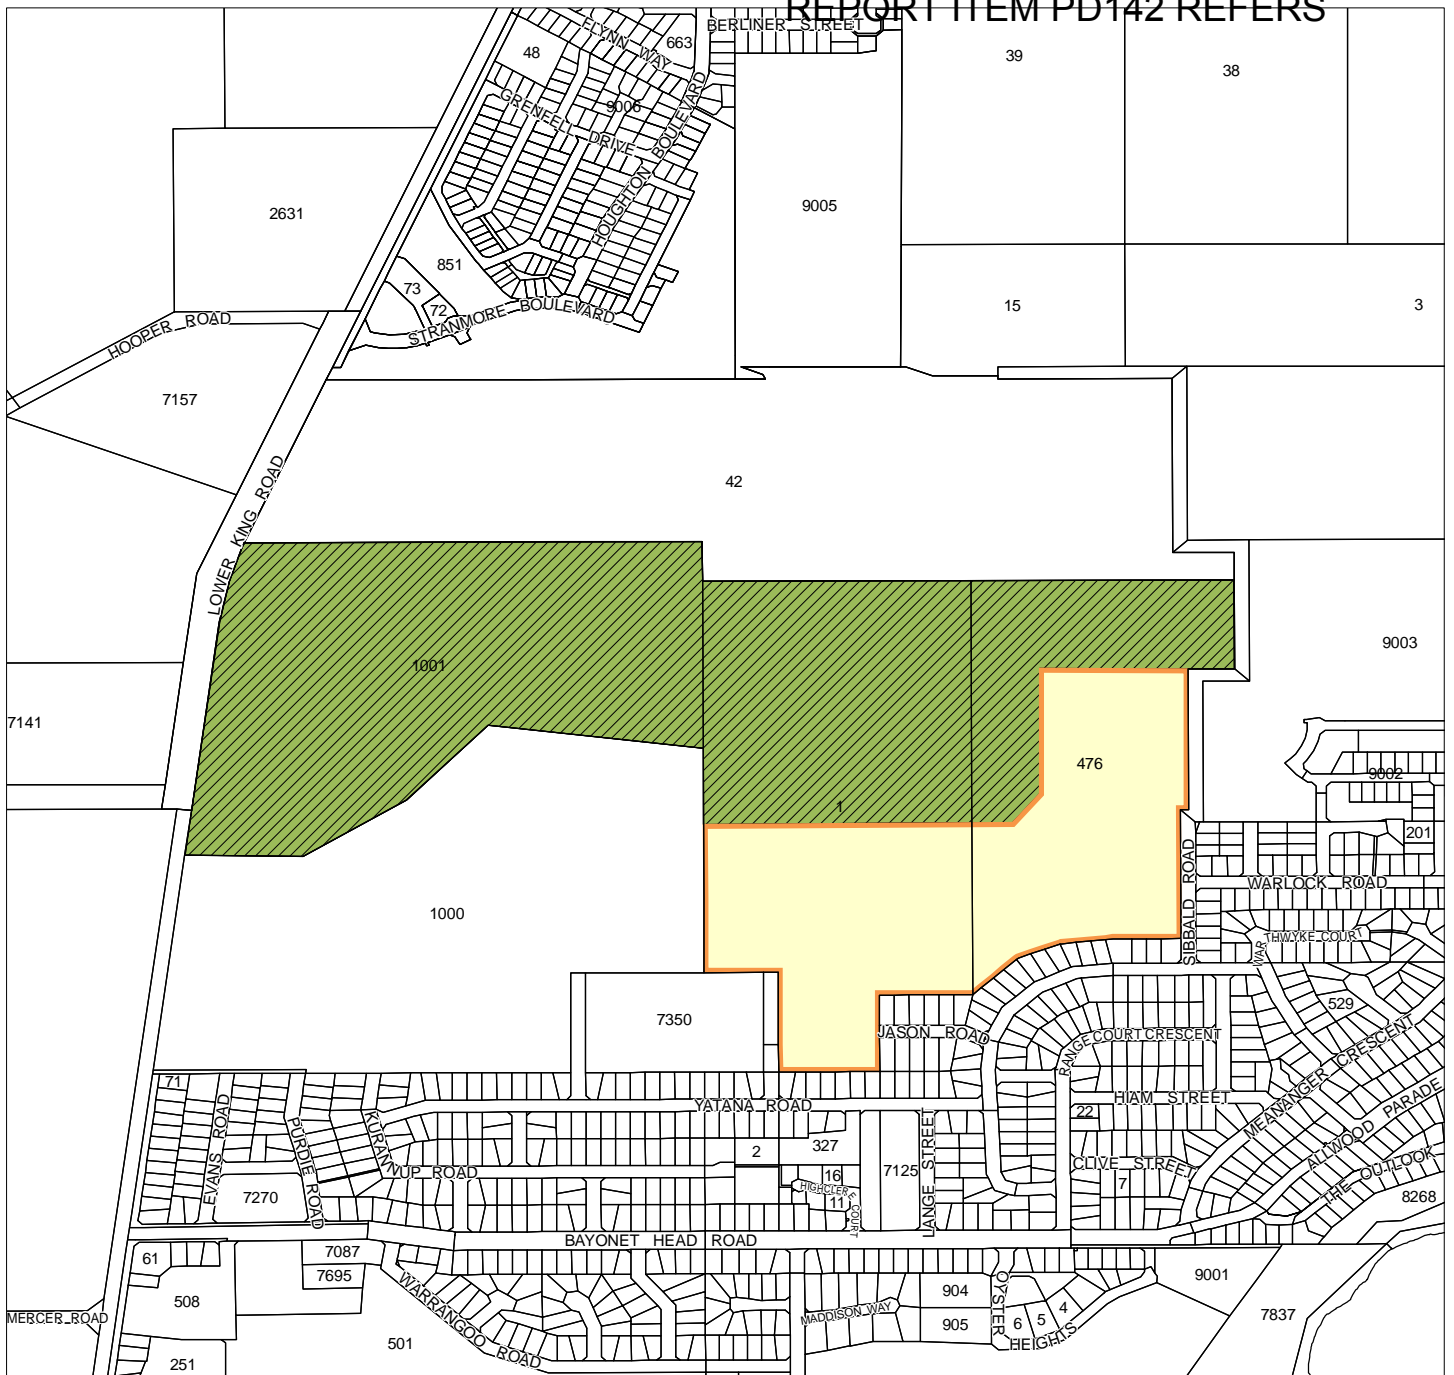 REPORT ITEM PD142 REFERS
BERLINER STREET
FLYNN WAY
663
48
39
38
9006
GRENFELL DRIVE
HOUGHTON BOULEVARD
2631
9005
851
73
72
STRANMORE BOULEVARD
15
3
HOOPER ROAD
7157
42
LOWER KING ROAD
1001
9003
7141
476
9002
1
201
SIBBALD ROAD
WARLOCK ROAD
1000
WAR
THWYKE COURT
529
7350
JASON ROAD
RANGE COURT CRESCENT
MEANANGER CRESCENT
71
YATANA ROAD
HIAM STREET
22
ALLWOOD PARADE
EVANS ROAD
PURDIE ROAD
KURANNUP ROAD
2
327
7125
LANGE STREET
CLIVE STREET
7
THE OUTLOOK
16
HIGHCLERE COURT
11
7270
8268
BAYONET HEAD ROAD
61
7087
7695
508
WARRANGOO ROAD
904
905
OYSTER HEIGHTS
4
5
6
9001
7837
MERCER ROAD
MADDISON WAY
501
251